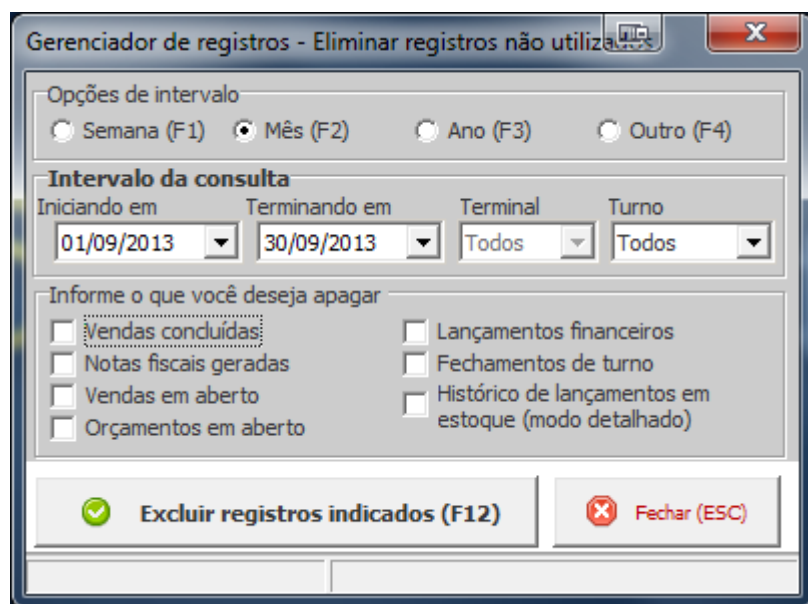 Gerenciador de registros - Eliminar registros não utilizados
Opções de intervalo
Semana (F1) Mês (F2) Ano (F3) Outro (F4)
Intervalo da consulta
Iniciando em Terminando em Terminal Turno
01/09/2013 30/09/2013 Todos Todos
Informe o que você deseja apagar
Vendas concluídas Lançamentos financeiros
Notas fiscais geradas Fechamentos de turno
Vendas em aberto Histórico de lançamentos em
Orçamentos em aberto estoque (modo detalhado)
Excluir registros indicados (F12) Fechar (ESC)